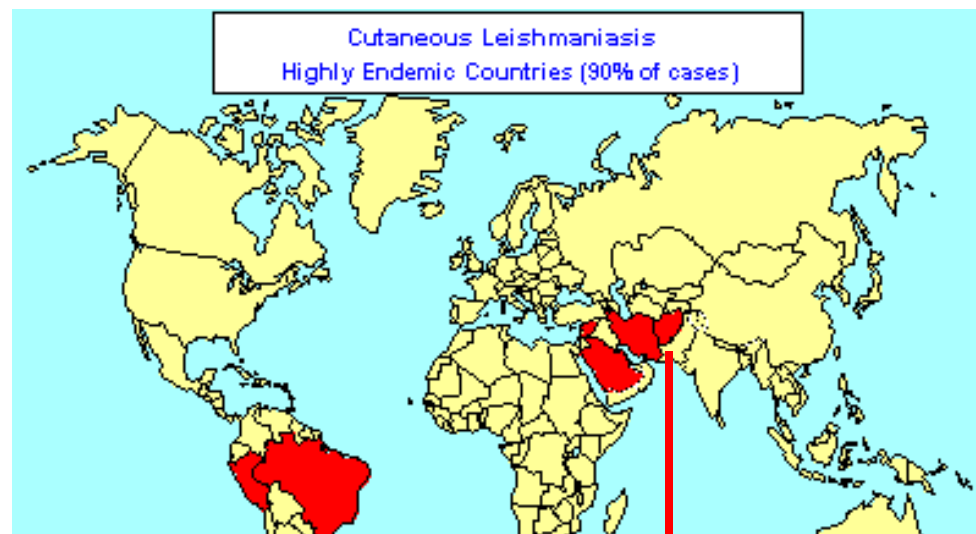 Cutaneous Leishmaniasis
Highly Endemic Countries (90% of cases)